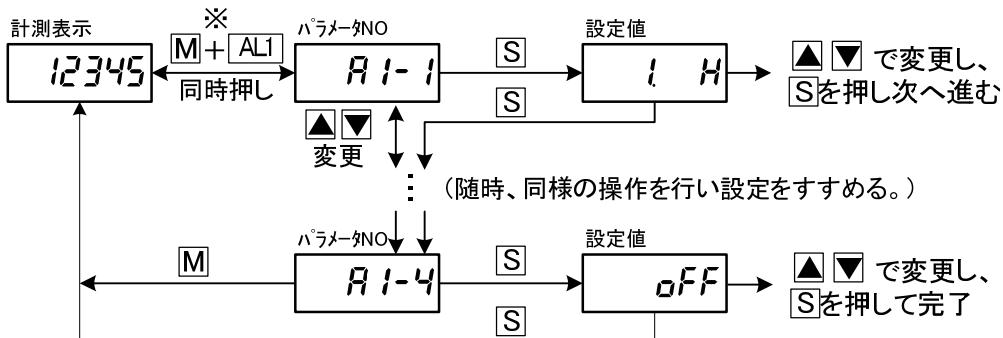 計測表示
※
M + AL1
同時押し
パラメータNO
設定値
12345
A1-1
S
S
1. H
▲ ▼ で変更し、
Sを押し次へ進む
▲ ▼
変更
(随時、同様の操作を行い設定をすすめる。)
パラメータNO
設定値
M
A1-4
S
S
oFF
▲ ▼ で変更し、
Sを押して完了